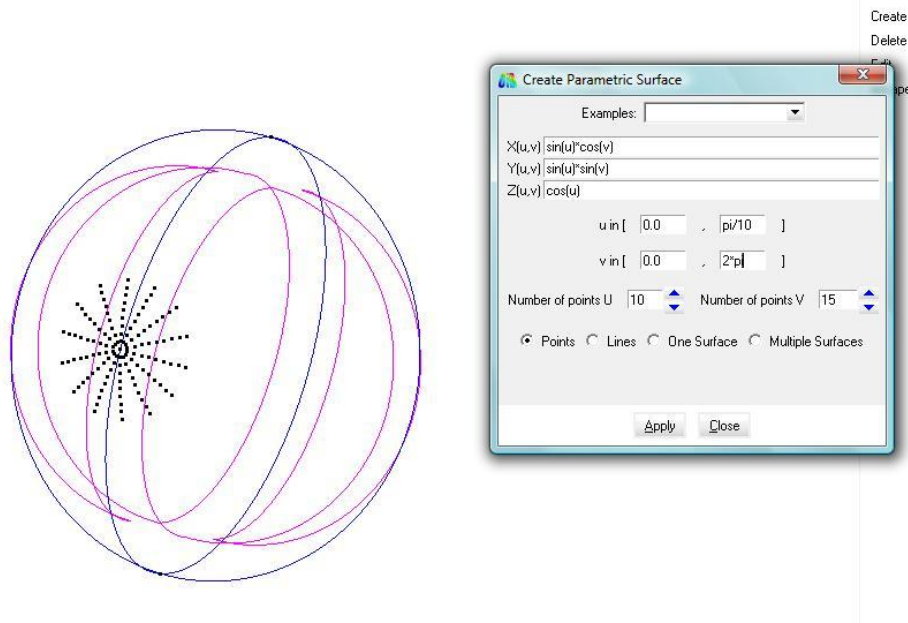 Create
Delete
Edit
Create Parametric Surface
Examples:
X(u,v) sin(u)*cos(v)
Y(u,v) sin(u)*sin(v)
Z(u,v) cos(u)
u in [ 0.0 , pi/10 ]
v in [ 0.0 , 2*pi ]
Number of points U 10 Number of points V 15
Points Lines One Surface Multiple Surfaces
Apply Close